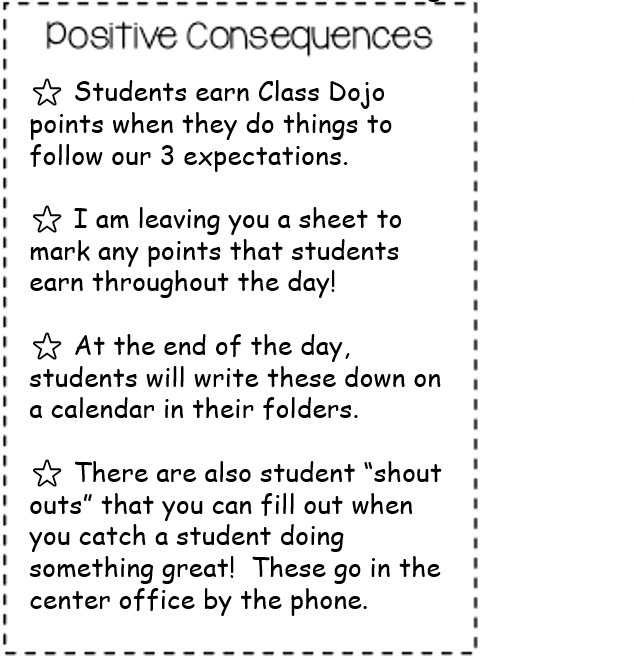 Positive Consequences
☆ Students earn Class Dojo
points when they do things to
follow our 3 expectations.
☆ I am leaving you a sheet to
mark any points that students
earn throughout the day!
☆ At the end of the day,
students will write these down on
a calendar in their folders.
☆ There are also student “shout
outs” that you can fill out when
you catch a student doing
something great!  These go in the
center office by the phone.